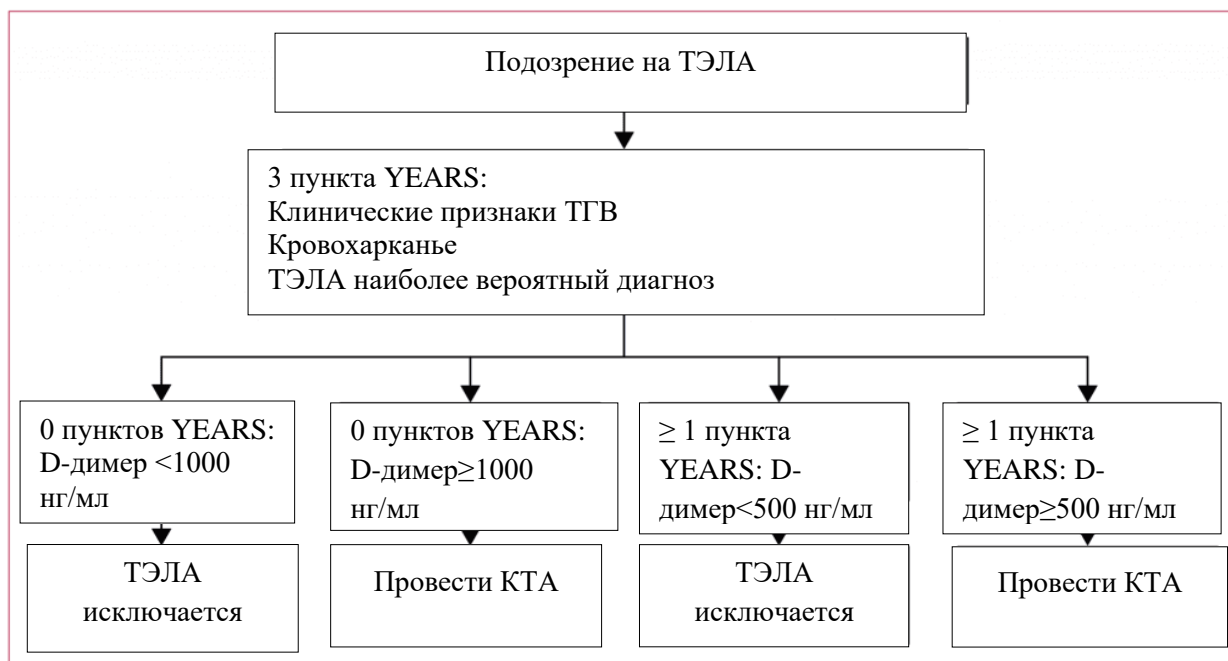 Подозрение на ТЭЛА
3 пункта YEARS:
Клинические признаки ТГВ
Кровохарканье
ТЭЛА наиболее вероятный диагноз
0 пунктов YEARS:
D-димер <1000
нг/мл
0 пунктов YEARS:
D-димер≥1000
нг/мл
≥ 1 пункта
YEARS: D-
димер<500 нг/мл
≥ 1 пункта
YEARS: D-
димер≥500 нг/мл
ТЭЛА
исключается
Провести КТА
ТЭЛА
исключается
Провести КТА